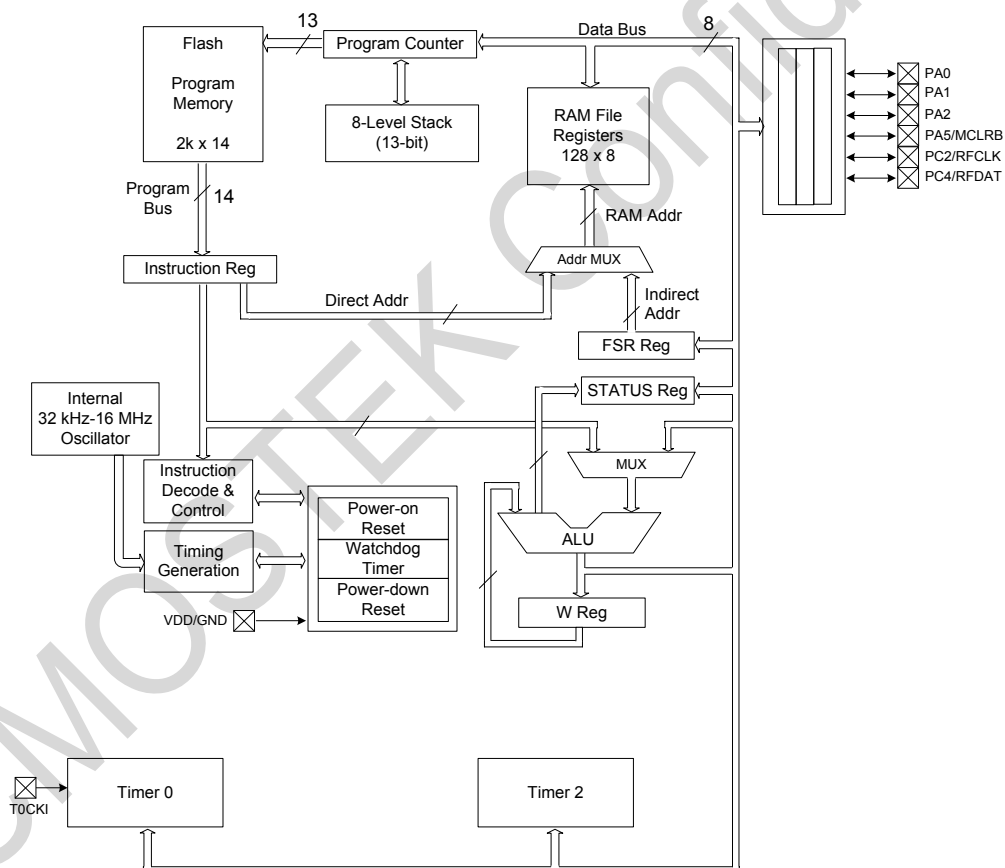 CMOSTEK Confid
13
Data Bus
8
Flash
Program
Memory
2k x 14
Program Counter
8-Level Stack
(13-bit)
RAM File
Registers
128 x 8
PA0
PA1
PA2
PA5/MCLRB
PC2/RFCLK
PC4/RFDAT
Program
Bus
14
RAM Addr
Instruction Reg
Addr MUX
Direct Addr
Indirect
Addr
FSR Reg
STATUS Reg
Internal
32 kHz-16 MHz
Oscillator
MUX
Instruction
Decode &
Control
Power-on
Reset
Watchdog
Timer
Power-down
Reset
ALU
Timing
Generation
W Reg
VDD/GND
Timer 0
Timer 2
T0CKI